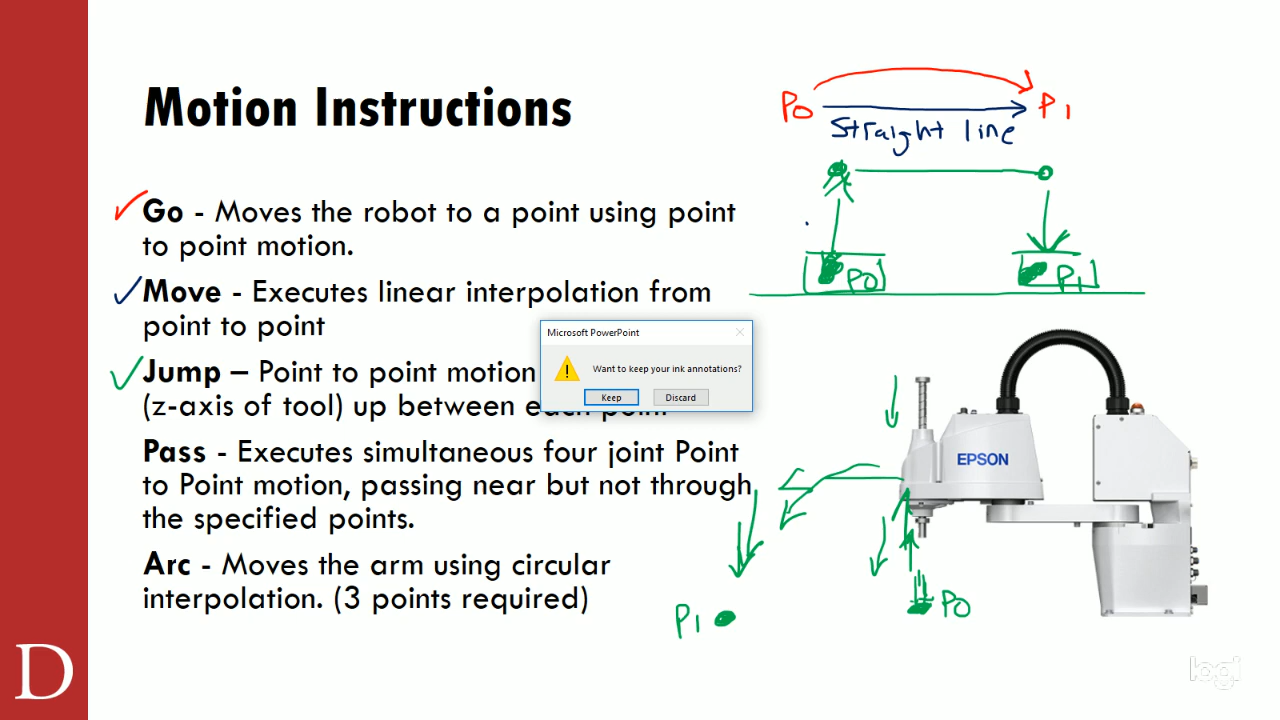 Motion Instructions
Go - Moves the robot to a point using point
to point motion.
Move - Executes linear interpolation from
point to point
Jump – Point to point motion
(z-axis of tool) up between each point
Pass - Executes simultaneous four joint Point
to Point motion, passing near but not through
the specified points.
Arc - Moves the arm using circular
interpolation. (3 points required)
P0
P1
Straight line
P0
P1
Microsoft PowerPoint
Want to keep your ink annotations?
Keep
Discard
EPSON
P0
P1
D
logi